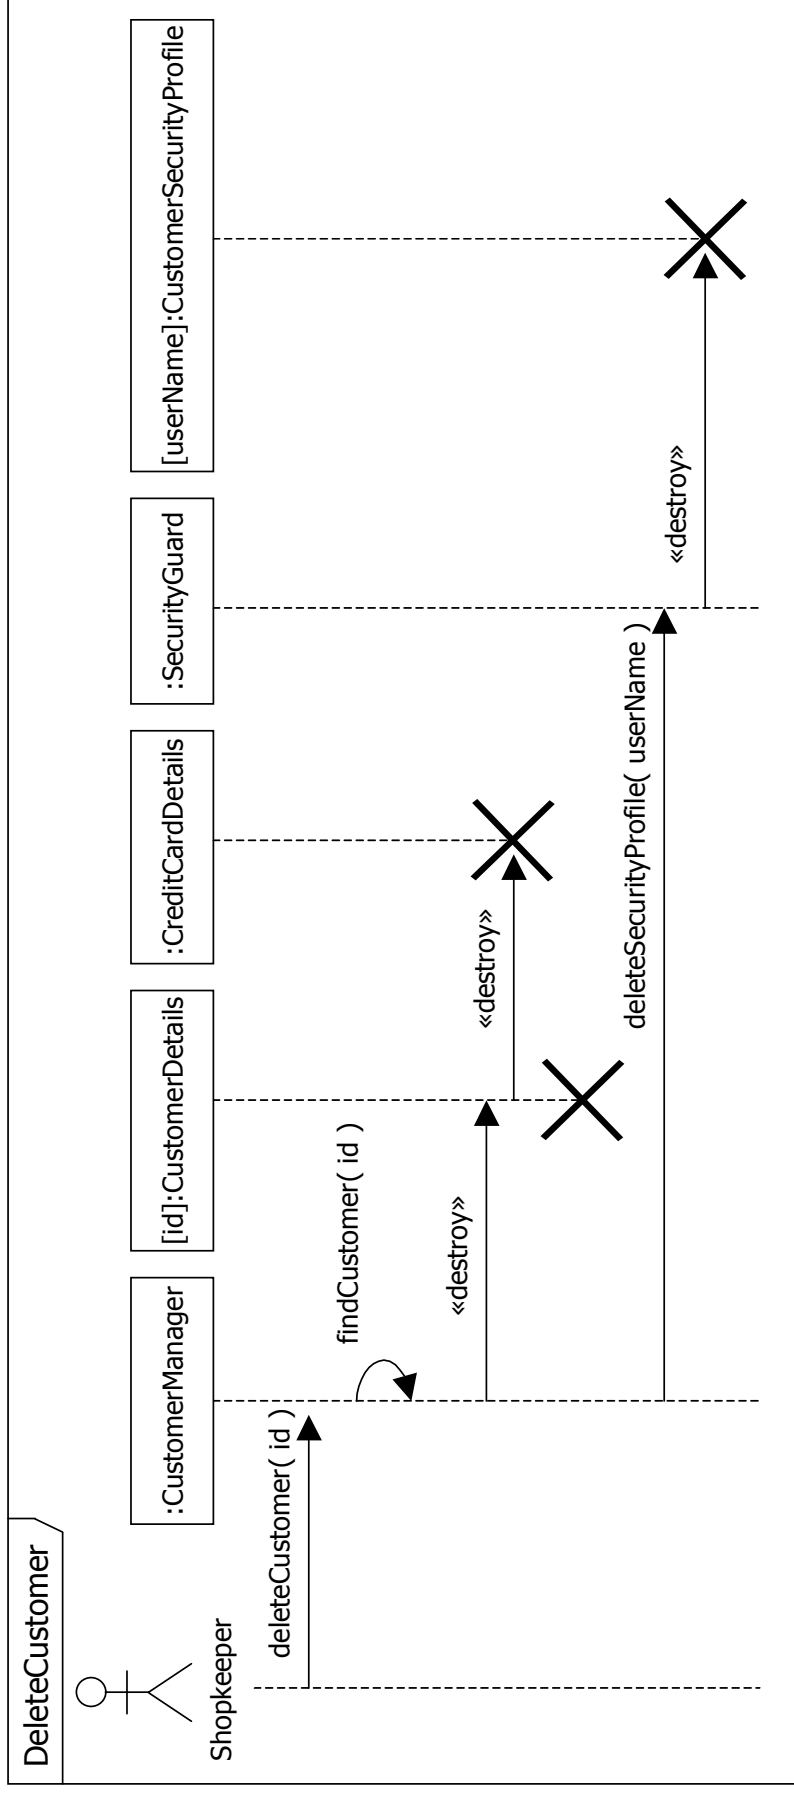 DeleteCustomer
Shopkeeper
:CustomerManager
[id]:CustomerDetails
:CreditCardDetails
:SecurityGuard
[userName]:CustomerSecurityProfile
deleteCustomer( id )
findCustomer( id )
«destroy»
«destroy»
deleteSecurityProfile( userName )
«destroy»